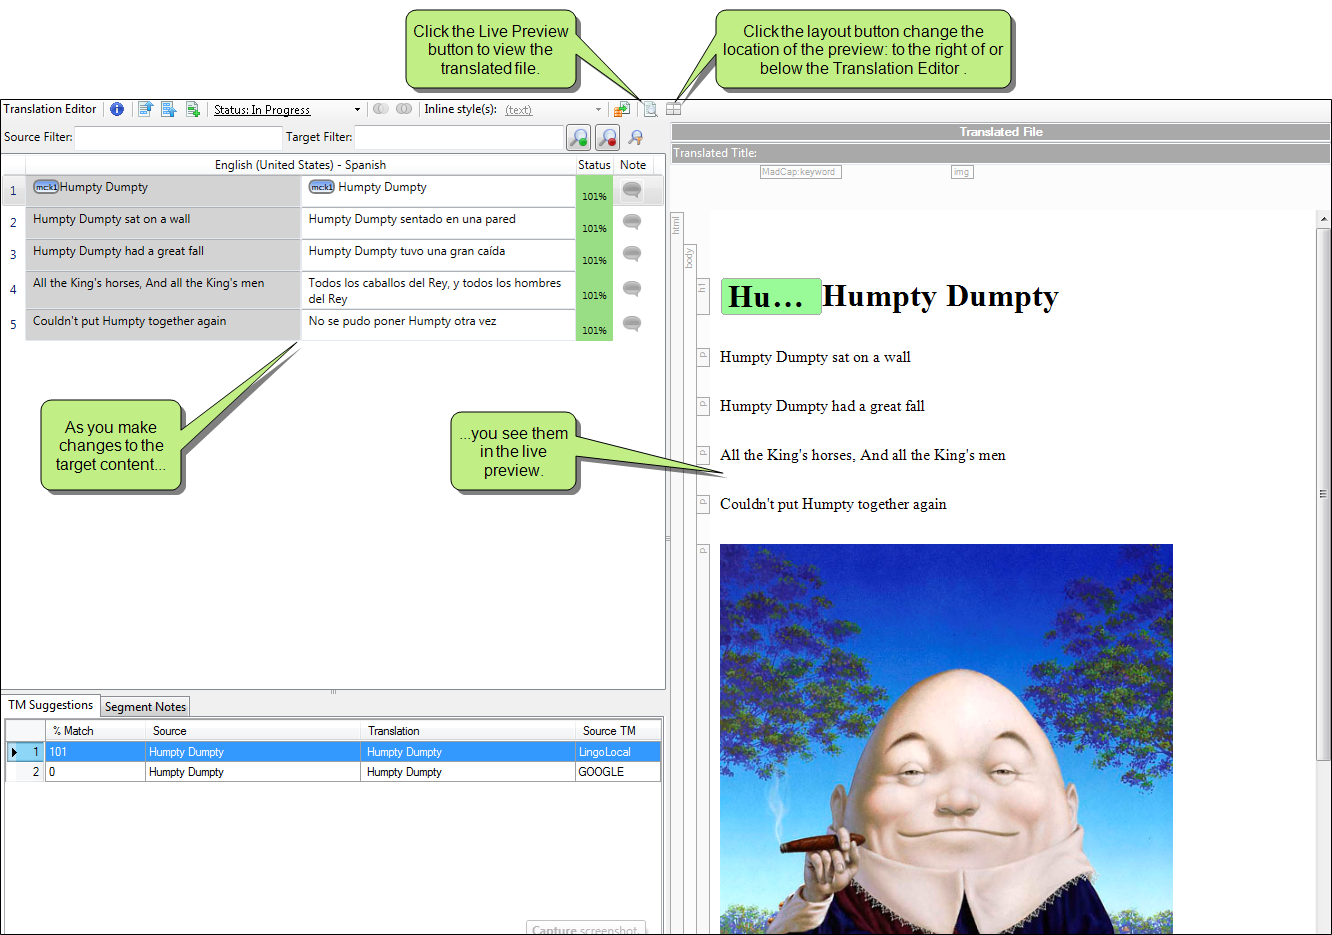 Click the Live Preview
button to view the
translated file.
Click the layout button change the
location of the preview: to the right of or
below the Translation Editor .
Translation Editor
Status: In Progress
Inline style(s): (text)
Source Filter:
Target Filter:
English (United States) - Spanish
Status
Note
1
mc:k1
Humpty Dumpty
mc:k1
Humpty Dumpty
101%
2
Humpty Dumpty sat on a wall
Humpty Dumpty sentado en una pared
101%
3
Humpty Dumpty had a great fall
Humpty Dumpty tuvo una gran caída
101%
4
All the King's horses, And all the King's men
Todos los caballos del Rey, y todos los hombres
del Rey
101%
5
Couldn't put Humpty together again
No se pudo poner Humpty otra vez
101%
As you make
changes to the
target content...
...you see them
in the live
preview.
Translated File
Translated Title:
MadCap:keyword
img
html
body
h1
Hu... Humpty Dumpty
p
Humpty Dumpty sat on a wall
p
Humpty Dumpty had a great fall
p
All the King's horses, And all the King's men
p
Couldn't put Humpty together again
p
TM Suggestions
Segment Notes
% Match
Source
Translation
Source TM
1
101
Humpty Dumpty
Humpty Dumpty
LingoLocal
2
0
Humpty Dumpty
Humpty Dumpty
GOOGLE
Capture screenshot.